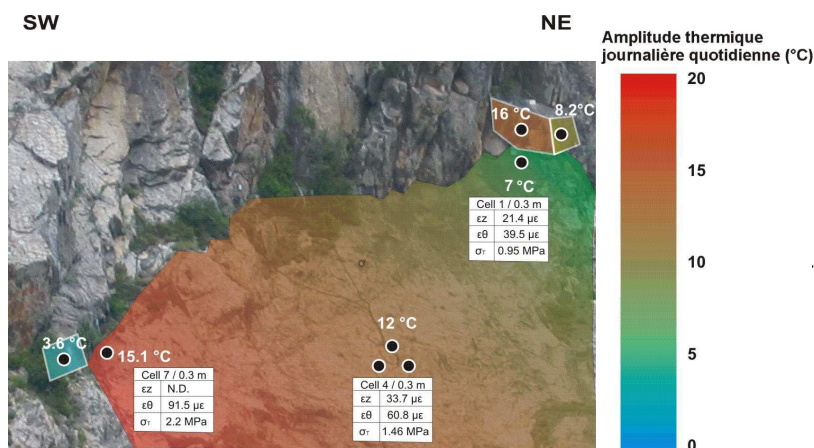 SW
NE
Amplitude thermique
journalière quotidienne (°C)
20
15
10
5
0
16 °C
8.2°C
7 °C
Cell 1 / 0.3 m
εz 21.4 με
εθ 39.5 με
σT 0.95 MPa
12 °C
Cell 4 / 0.3 m
εz 33.7 με
εθ 60.8 με
σT 1.46 MPa
3.6 °C
15.1 °C
Cell 7 / 0.3 m
εz N.D.
εθ 91.5 με
σT 2.2 MPa